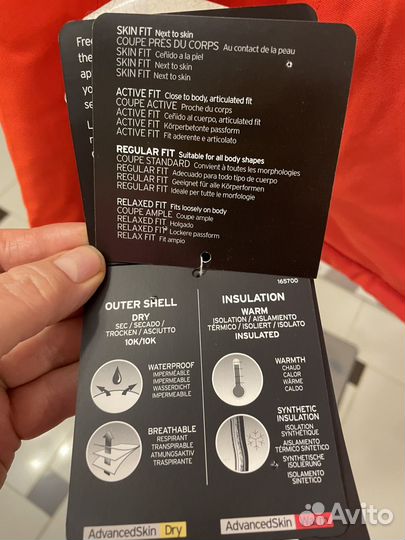 Free
the
app
yo
se
L
SKIN FIT Next to skin
COUPE PRÈS DU CORPS Au contact de la peau
SKIN FIT Ceñido a la piel
SKIN FIT Next to skin
SKIN FIT Next to skin
ACTIVE FIT Close to body, articulated fit
COUPE ACTIVE Proche du corps
ACTIVE FIT Ceñido al cuerpo, articulated fit
ACTIVE FIT Körperbetonte passform
ACTIVE FIT Fit aderente e articolato
REGULAR FIT Suitable for all body shapes
COUPE STANDARD Convient à toutes les morphologies
REGULAR FIT Adecuado para todo tipo de cuerpo
REGULAR FIT Geeignet für alle Körperformen
REGULAR FIT Ideale per tutte le morfologie
RELAXED FIT Fits loosely on body
COUPE AMPLE Coupe ample
RELAXED FIT Holgado
RELAXED FIT Lockere passform
RELAX FIT Fit ampio
165700
OUTER SHELL
DRY
SEC / SECADO /
TROCKEN / ASCIUTTO
10K/10K
WATERPROOF
IMPERMÉABLE
IMPERMEABLE
WASSERDICHT
IMPERMEABILE
BREATHABLE
RESPIRANT
TRANSPIRABLE
ATMUNGSAKTIV
TRASPIRANTE
AdvancedSkin Dry
INSULATION
WARM
ISOLATION / AISLAMIENTO
TÉRMICO / ISOLIERT / ISOLATO
INSULATED
WARMTH
CHAUD
CALOR
WÄRME
CALDO
SYNTHETIC
INSULATION
ISOLATION
SYNTHÉTIQUE
AISLAMIENTO
TÉRMICO SINTETICO
SYNTHETISCHE
ISOLIERUNG
ISOLAMENTO
SINTETICO
AdvancedSkin
Avito